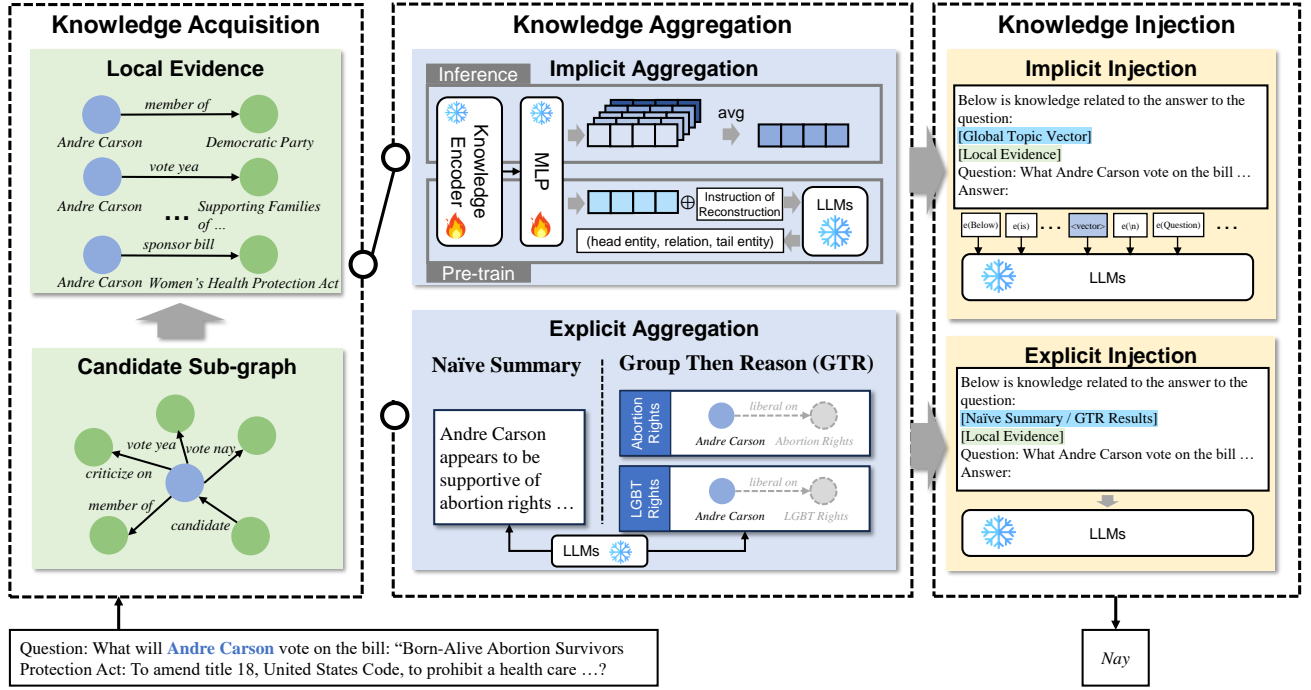 Knowledge Acquisition
Local Evidence
member of
Andre Carson
Democratic Party
vote yea
Andre Carson
...
Supporting Families
of ...
sponsor bill
Andre Carson
Women's Health Protection Act
Candidate Sub-graph
vote yea
vote nay
criticize on
member of
candidate
Knowledge Aggregation
Implicit Aggregation
Inference
Knowledge
Encoder
MLP
avg
Instruction of
Reconstruction
LLMs
(head entity, relation, tail entity)
Pre-train
Explicit Aggregation
Naïve Summary
Group Then Reason (GTR)
Andre Carson
appears to be
supportive of
abortion rights ...
Abortion
Rights
liberal on
Andre Carson
Abortion Rights
LGBT
Rights
liberal on
Andre Carson
LGBT Rights
LLMs
Knowledge Injection
Implicit Injection
Below is knowledge related to the answer to the
question:
[Global Topic Vector]
[Local Evidence]
Question: What Andre Carson vote on the bill ...
Answer:
e(Below) e(is) ... <vector> e(\n) e(Question) ...
LLMs
Explicit Injection
Below is knowledge related to the answer to the
question:
[Naïve Summary / GTR Results]
[Local Evidence]
Question: What Andre Carson vote on the bill ...
Answer:
LLMs
Question: What will Andre Carson vote on the bill: “Born-Alive Abortion Survivors
Protection Act: To amend title 18, United States Code, to prohibit a health care ...?
Nay